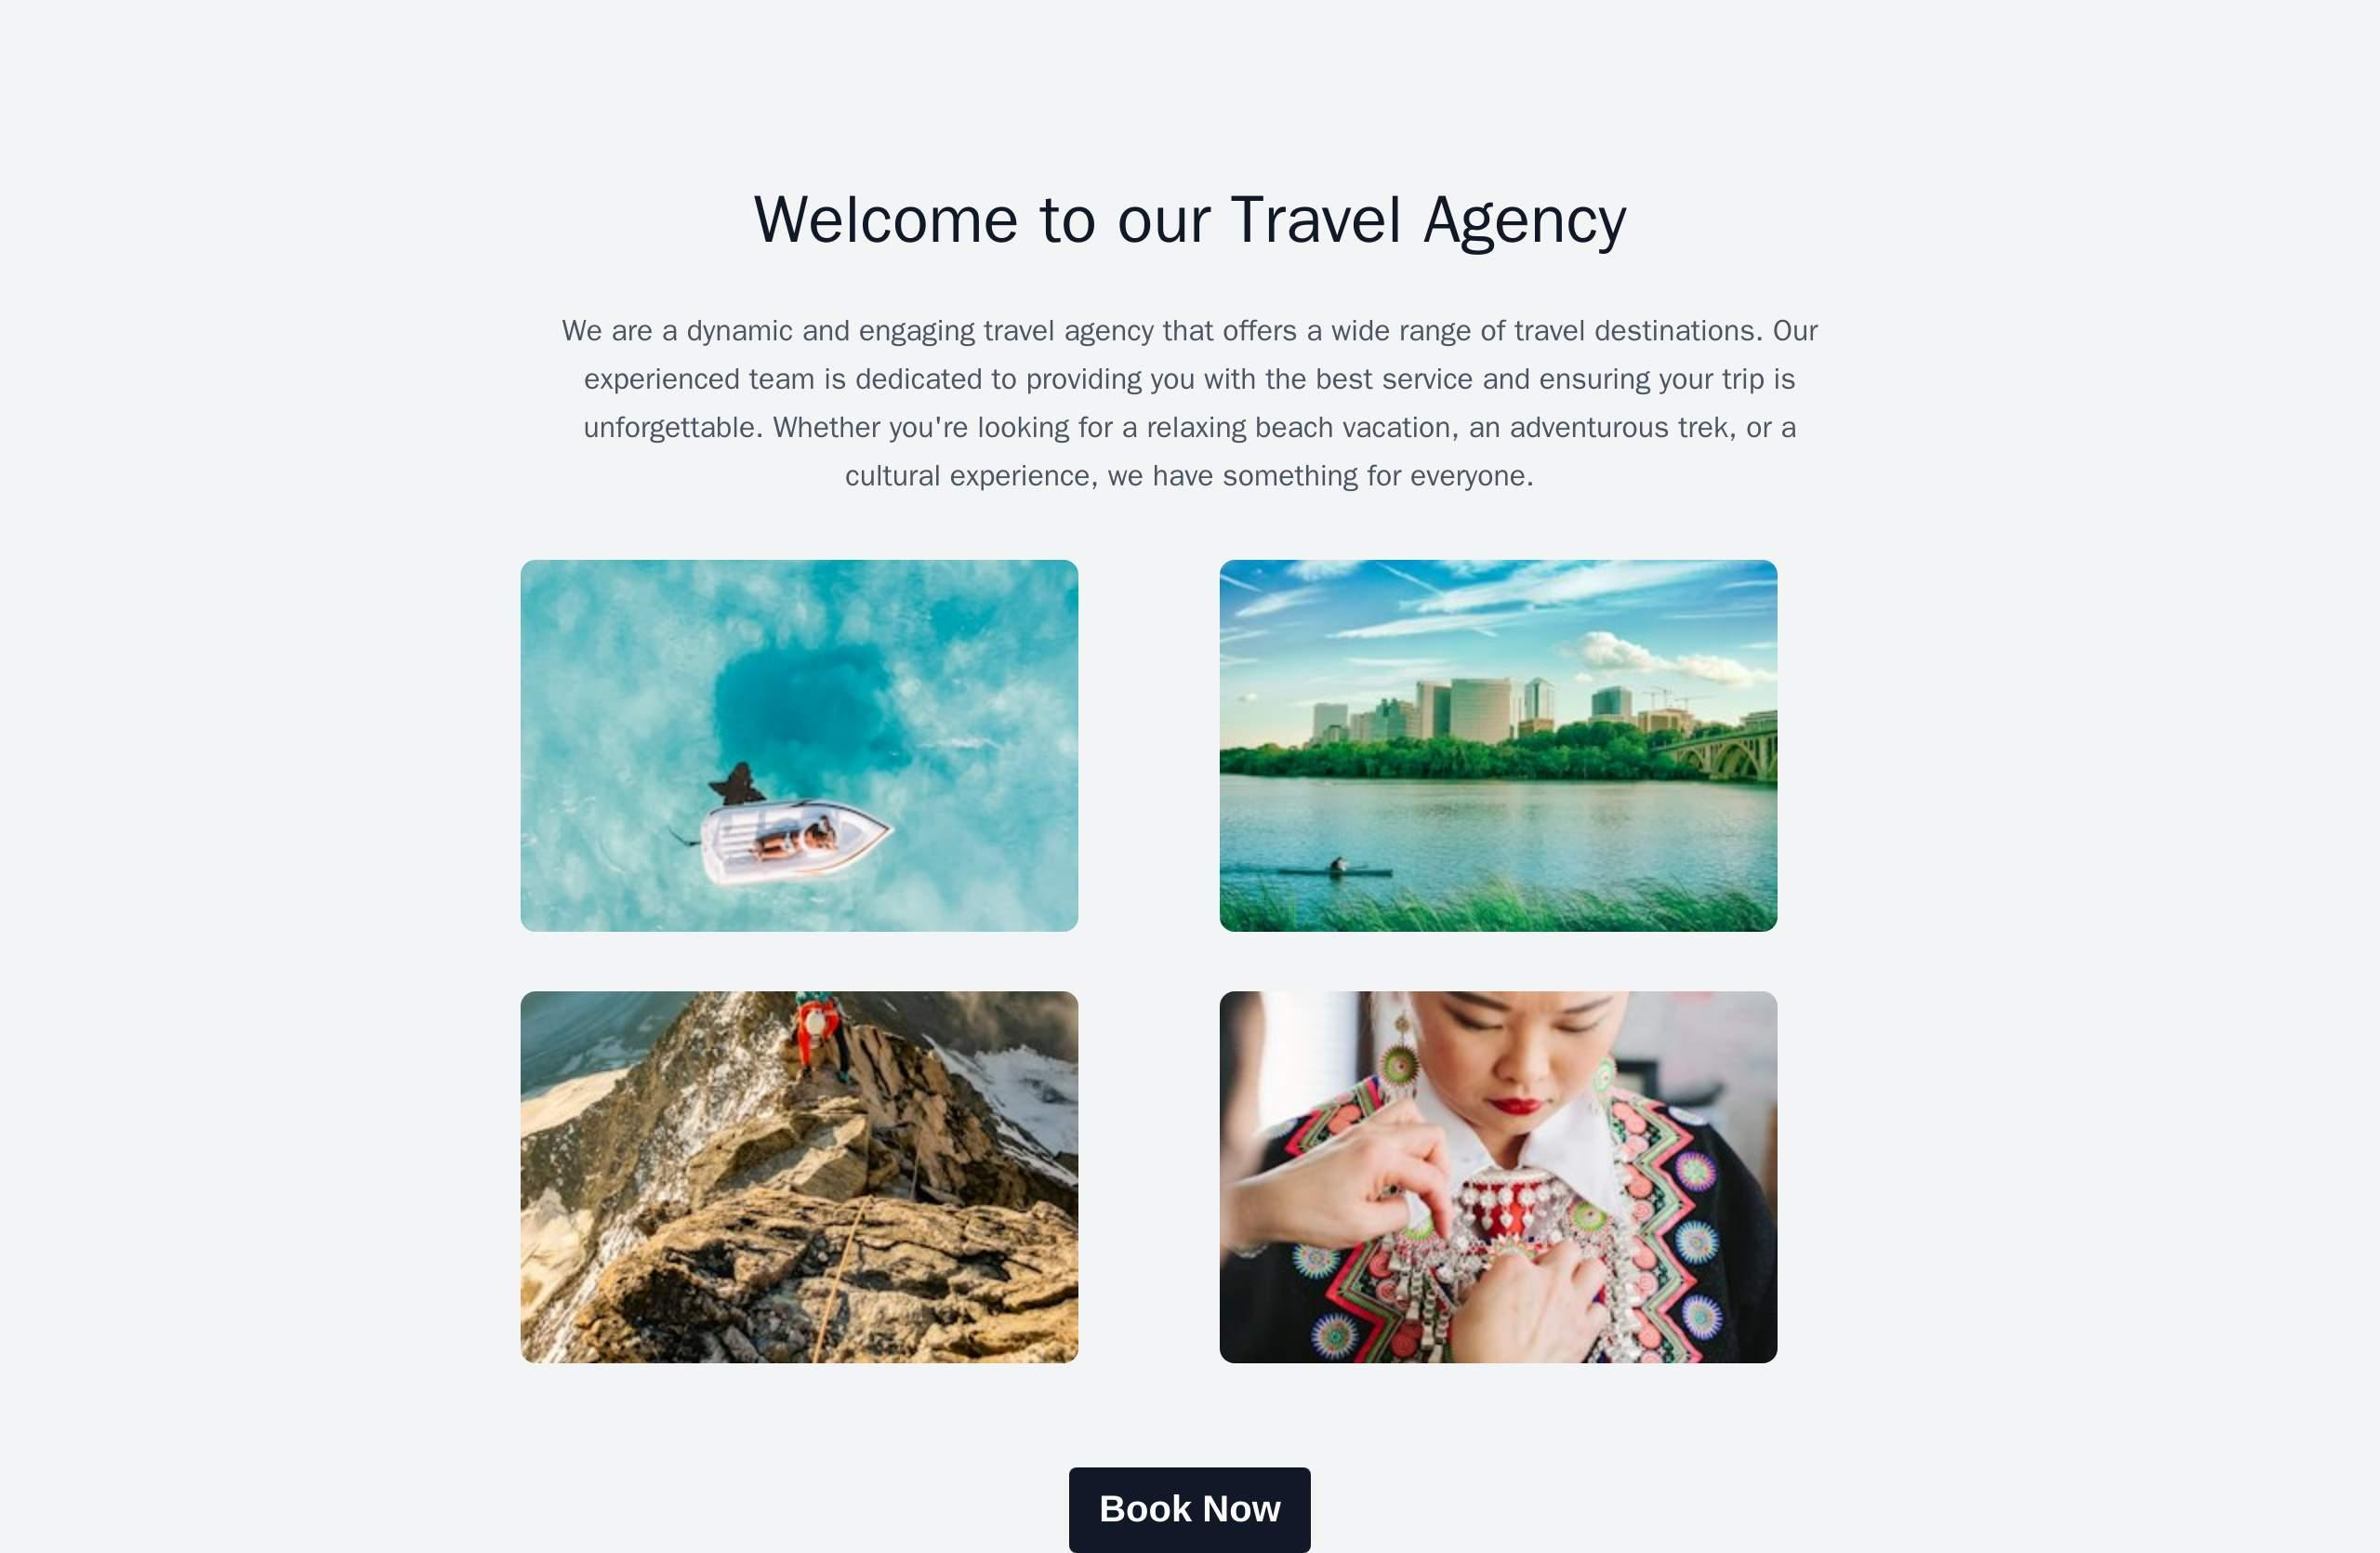 Welcome to our Travel Agency
We are a dynamic and engaging travel agency that offers a wide range of travel destinations. Our
experienced team is dedicated to providing you with the best service and ensuring your trip is
unforgettable. Whether you're looking for a relaxing beach vacation, an adventurous trek, or a
cultural experience, we have something for everyone.
Book Now